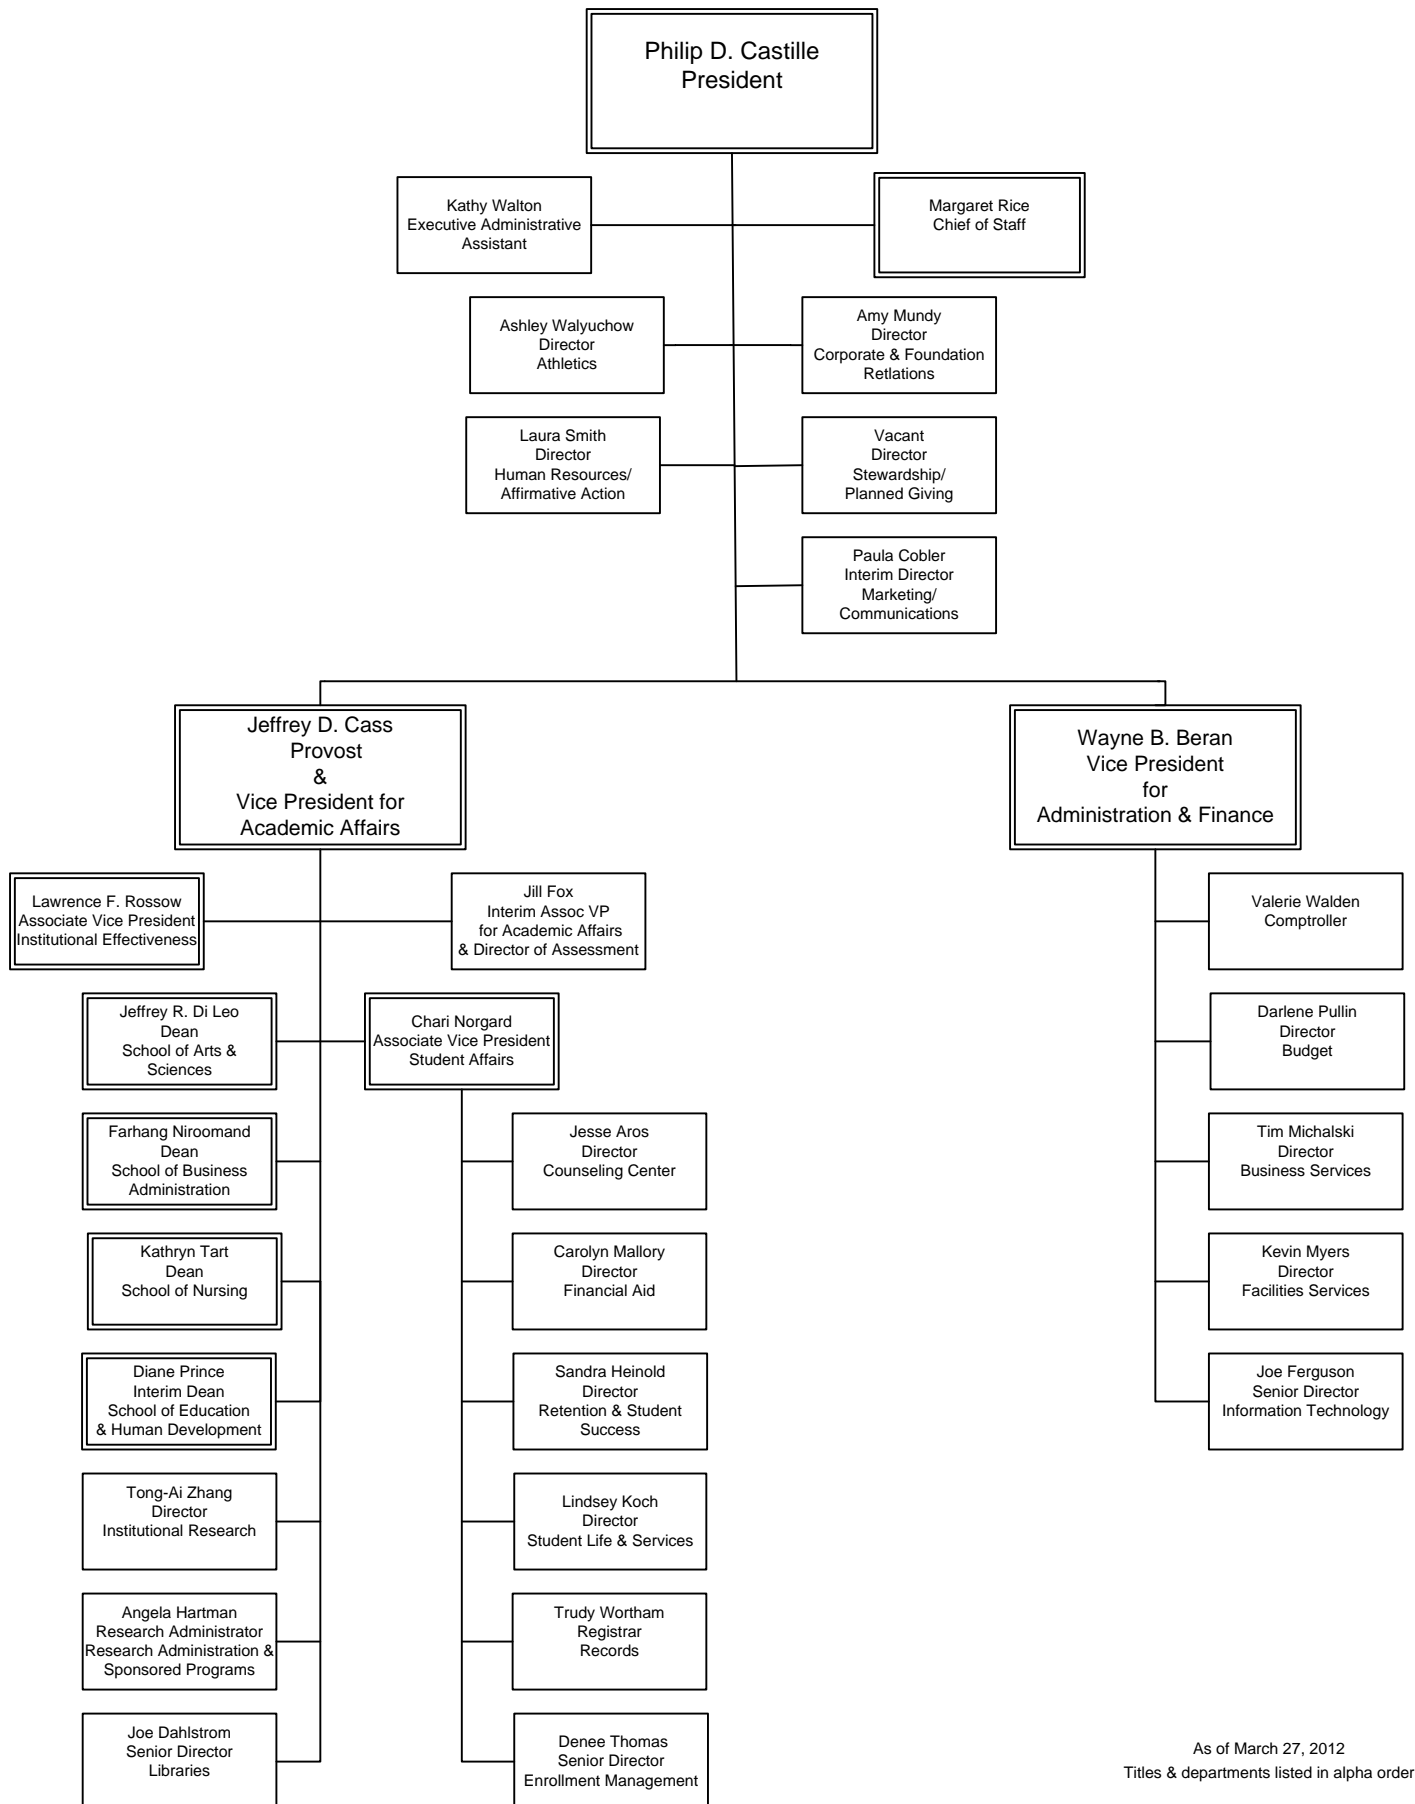 Philip D. Castille
President
Kathy Walton
Executive Administrative
Assistant
Margaret Rice
Chief of Staff
Ashley Walyuchow
Director
Athletics
Amy Mundy
Director
Corporate & Foundation
Retlations
Laura Smith
Director
Human Resources/
Affirmative Action
Vacant
Director
Stewardship/
Planned Giving
Paula Cobler
Interim Director
Marketing/
Communications
Jeffrey D. Cass
Provost
&
Vice President for
Academic Affairs
Wayne B. Beran
Vice President
for
Administration & Finance
Lawrence F. Rossow
Associate Vice President
Institutional Effectiveness
Jill Fox
Interim Assoc VP
for Academic Affairs
& Director of Assessment
Valerie Walden
Comptroller
Jeffrey R. Di Leo
Dean
School of Arts &
Sciences
Chari Norgard
Associate Vice President
Student Affairs
Darlene Pullin
Director
Budget
Farhang Niroomand
Dean
School of Business
Administration
Jesse Aros
Director
Counseling Center
Tim Michalski
Director
Business Services
Kathryn Tart
Dean
School of Nursing
Carolyn Mallory
Director
Financial Aid
Kevin Myers
Director
Facilities Services
Diane Prince
Interim Dean
School of Education
& Human Development
Sandra Heinold
Director
Retention & Student
Success
Joe Ferguson
Senior Director
Information Technology
Tong-Ai Zhang
Director
Institutional Research
Lindsey Koch
Director
Student Life & Services
Angela Hartman
Research Administrator
Research Administration &
Sponsored Programs
Trudy Wortham
Registrar
Records
Joe Dahlstrom
Senior Director
Libraries
Denee Thomas
Senior Director
Enrollment Management
As of March 27, 2012
Titles & departments listed in alpha order